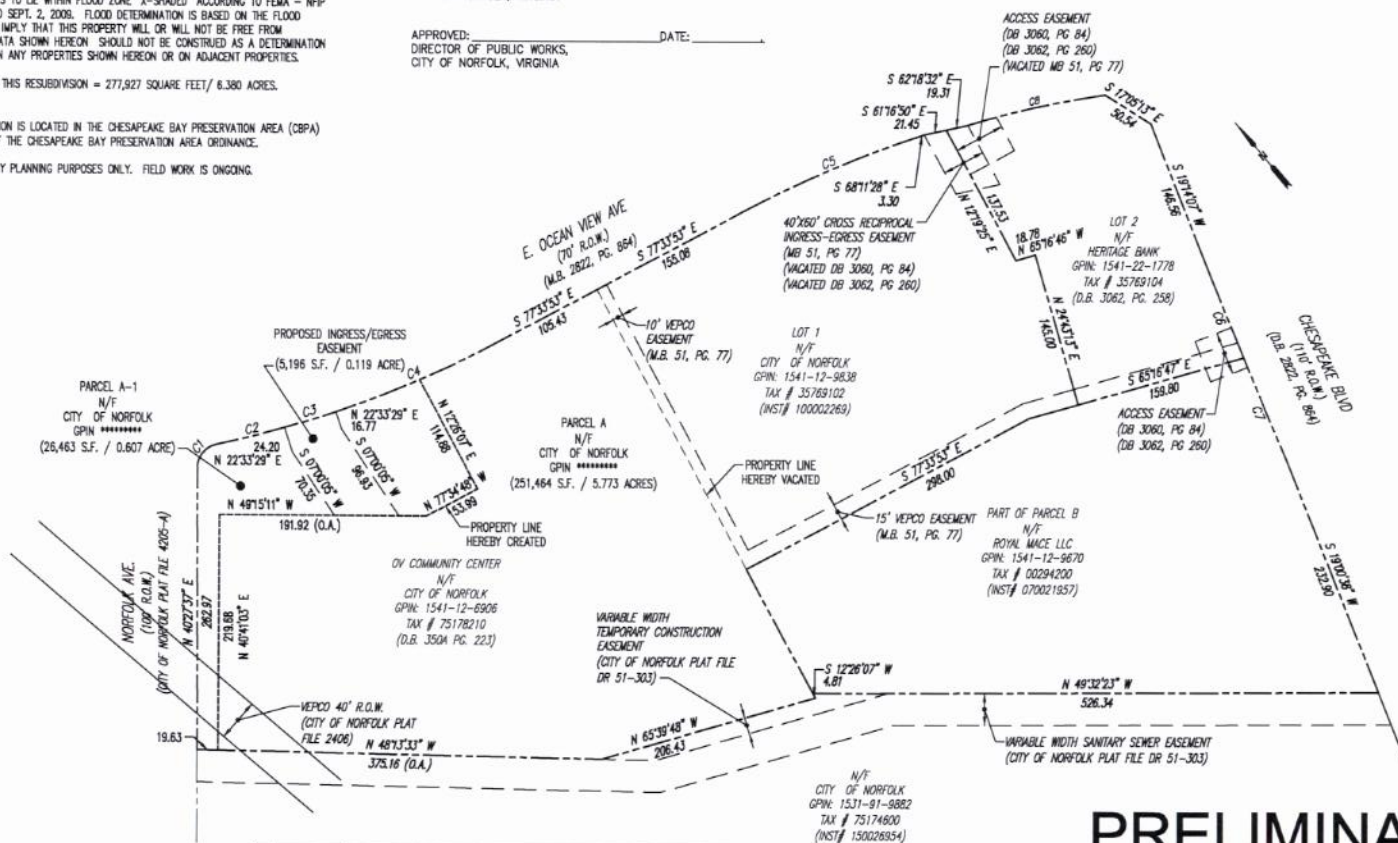 S TO LIE WITHIN FLOOD ZONE "X-SHADED" ACCORDING TO FEMA – NFIP
D SEPT. 2, 2009. FLOOD DETERMINATION IS BASED ON THE FLOOD
IMPLY THAT THIS PROPERTY WILL OR WILL NOT BE FREE FROM
ATA SHOWN HEREON SHOULD NOT BE CONSTRUED AS A DETERMINATION
N ANY PROPERTIES SHOWN HEREON OR ON ADJACENT PROPERTIES.
THIS RESUBDIVISION = 277,927 SQUARE FEET/ 6.380 ACRES.
ON IS LOCATED IN THE CHESAPEAKE BAY PRESERVATION AREA (CBPA)
THE CHESAPEAKE BAY PRESERVATION AREA ORDINANCE.
Y PLANNING PURPOSES ONLY. FIELD WORK IS ONGOING.
APPROVED: DATE:
DIRECTOR OF PUBLIC WORKS,
CITY OF NORFOLK, VIRGINIA
ACCESS EASEMENT
(DB 3060, PG 84)
(DB 3062, PG 260)
(VACATED MB 51, PG 77)
S 62°18'32" E
19.31
S 61°16'50" E
21.45
C8
S 17°05'13" E
50.54
C5
S 68°11'28" E
3.30
S 19°14'07" W
146.56
40'X60' CROSS RECIPROCAL
INGRESS-EGRESS EASEMENT
(MB 51, PG 77)
(VACATED DB 3060, PG 84)
(VACATED DB 3062, PG 260)
137.53
N 12°19'25" E
18.78
N 65°16'46" W
LOT 2
N/F
HERITAGE BANK
GPIN: 1541-22-1778
TAX # 35769104
(D.B. 3062, PG. 258)
E. OCEAN VIEW AVE
(70' R.O.W.)
(M.B. 2822, PG. 864)
S 77°33'53" E
155.08
S 77°33'53" E
105.43
N 24°43'13" E
145.00
C6
CHESAPEAKE BLVD
(110' R.O.W.)
(D.B. 2822, PG. 864)
PROPOSED INGRESS/EGRESS
EASEMENT
(5,196 S.F. / 0.119 ACRE)
10' VEPCO
EASEMENT
(M.B. 51, PG. 77)
LOT 1
N/F
CITY OF NORFOLK
GPIN: 1541-12-9838
TAX # 35769102
(INST# 100002269)
S 65°16'47" E
159.80
C7
PARCEL A-1
N/F
CITY OF NORFOLK
GPIN *********
(26,463 S.F. / 0.607 ACRE)
C1
C2
C3
C4
24.20
N 22°33'29" E
N 22°33'29" E
16.77
S 07°00'05" W
70.35
S 07°00'05" W
96.93
N 12°26'07" E
114.88
N 77°34'48" W
53.99
PARCEL A
N/F
CITY OF NORFOLK
GPIN *********
(251,464 S.F. / 5.773 ACRES)
ACCESS EASEMENT
(DB 3060, PG 84)
(DB 3062, PG 260)
PROPERTY LINE
HEREBY VACATED
S 77°33'53" E
298.00
N 49°15'11" W
191.92 (O.A.)
PROPERTY LINE
HEREBY CREATED
15' VEPCO EASEMENT
(M.B. 51, PG. 77)
PART OF PARCEL B
N/F
ROYAL MACE LLC
GPIN: 1541-12-9670
TAX # 00294200
(INST# 070021957)
S 19°00'38" W
232.90
OV COMMUNITY CENTER
N/F
CITY OF NORFOLK
GPIN: 1541-12-6906
TAX # 75178210
(D.B. 350A PG. 223)
NORFOLK AVE.
(100' R.O.W.)
(CITY OF NORFOLK PLAT FILE 4205-A)
N 40°27'37" E
262.97
219.68
N 40°41'03" E
VARIABLE WIDTH
TEMPORARY CONSTRUCTION
EASEMENT
(CITY OF NORFOLK PLAT FILE
DR 51-303)
S 12°26'07" W
4.81
N 49°32'23" W
526.34
VEPCO 40' R.O.W.
(CITY OF NORFOLK PLAT
FILE 2406)
19.63
N 48°13'33" W
375.16 (O.A.)
N 65°39'48" W
206.43
VARIABLE WIDTH SANITARY SEWER EASEMENT
(CITY OF NORFOLK PLAT FILE DR 51-303)
N/F
CITY OF NORFOLK
GPIN: 1531-91-9882
TAX # 75174600
(INST# 150026954)
PRELIMINA